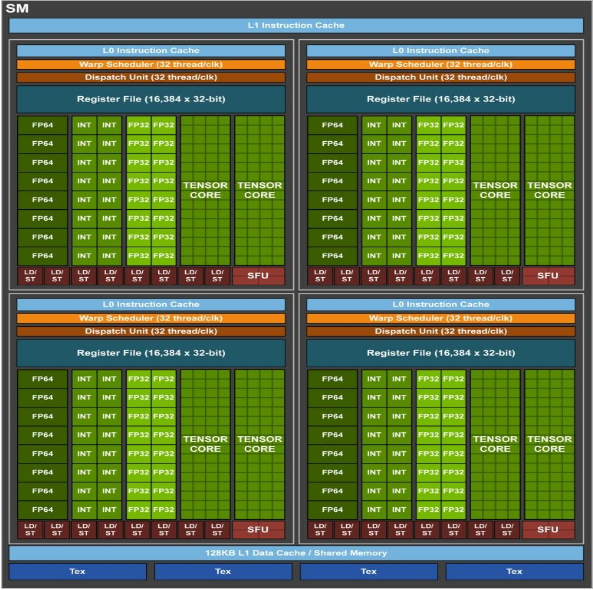 SM
L1 Instruction Cache
L0 Instruction Cache
Warp Scheduler (32 thread/clk)
Dispatch Unit (32 thread/clk)
Register File (16,384 x 32-bit)
FP64 INT INT FP32 FP32
FP64 INT INT FP32 FP32
FP64 INT INT FP32 FP32
FP64 INT INT FP32 FP32
FP64 INT INT FP32 FP32
FP64 INT INT FP32 FP32
FP64 INT INT FP32 FP32
FP64 INT INT FP32 FP32
TENSOR TENSOR
CORE CORE
LD/ LD/ LD/ LD/ LD/ LD/ LD/ LD/
ST ST ST ST ST ST ST ST
SFU
L0 Instruction Cache
Warp Scheduler (32 thread/clk)
Dispatch Unit (32 thread/clk)
Register File (16,384 x 32-bit)
FP64 INT INT FP32 FP32
FP64 INT INT FP32 FP32
FP64 INT INT FP32 FP32
FP64 INT INT FP32 FP32
FP64 INT INT FP32 FP32
FP64 INT INT FP32 FP32
FP64 INT INT FP32 FP32
FP64 INT INT FP32 FP32
TENSOR TENSOR
CORE CORE
LD/ LD/ LD/ LD/ LD/ LD/ LD/ LD/
ST ST ST ST ST ST ST ST
SFU
L0 Instruction Cache
Warp Scheduler (32 thread/clk)
Dispatch Unit (32 thread/clk)
Register File (16,384 x 32-bit)
FP64 INT INT FP32 FP32
FP64 INT INT FP32 FP32
FP64 INT INT FP32 FP32
FP64 INT INT FP32 FP32
FP64 INT INT FP32 FP32
FP64 INT INT FP32 FP32
FP64 INT INT FP32 FP32
FP64 INT INT FP32 FP32
TENSOR TENSOR
CORE CORE
LD/ LD/ LD/ LD/ LD/ LD/ LD/ LD/
ST ST ST ST ST ST ST ST
SFU
L0 Instruction Cache
Warp Scheduler (32 thread/clk)
Dispatch Unit (32 thread/clk)
Register File (16,384 x 32-bit)
FP64 INT INT FP32 FP32
FP64 INT INT FP32 FP32
FP64 INT INT FP32 FP32
FP64 INT INT FP32 FP32
FP64 INT INT FP32 FP32
FP64 INT INT FP32 FP32
FP64 INT INT FP32 FP32
FP64 INT INT FP32 FP32
TENSOR TENSOR
CORE CORE
LD/ LD/ LD/ LD/ LD/ LD/ LD/ LD/
ST ST ST ST ST ST ST ST
SFU
128KB L1 Data Cache / Shared Memory
Tex Tex Tex Tex